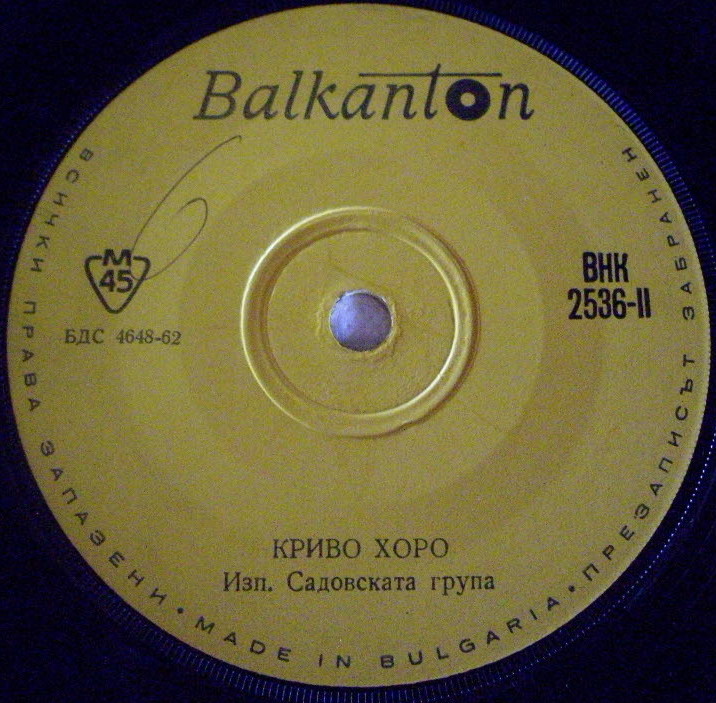 Balkanton
М
45
БДС 4648-62
ВНК
2536-II
КРИВО ХОРО
Изп. Садовската група
ВСИЧКИ ПРАВА ЗАПАЗЕНИ • MADE IN BULGARIA • ПРЕЗАПИСЪТ ЗАБРАНЕН